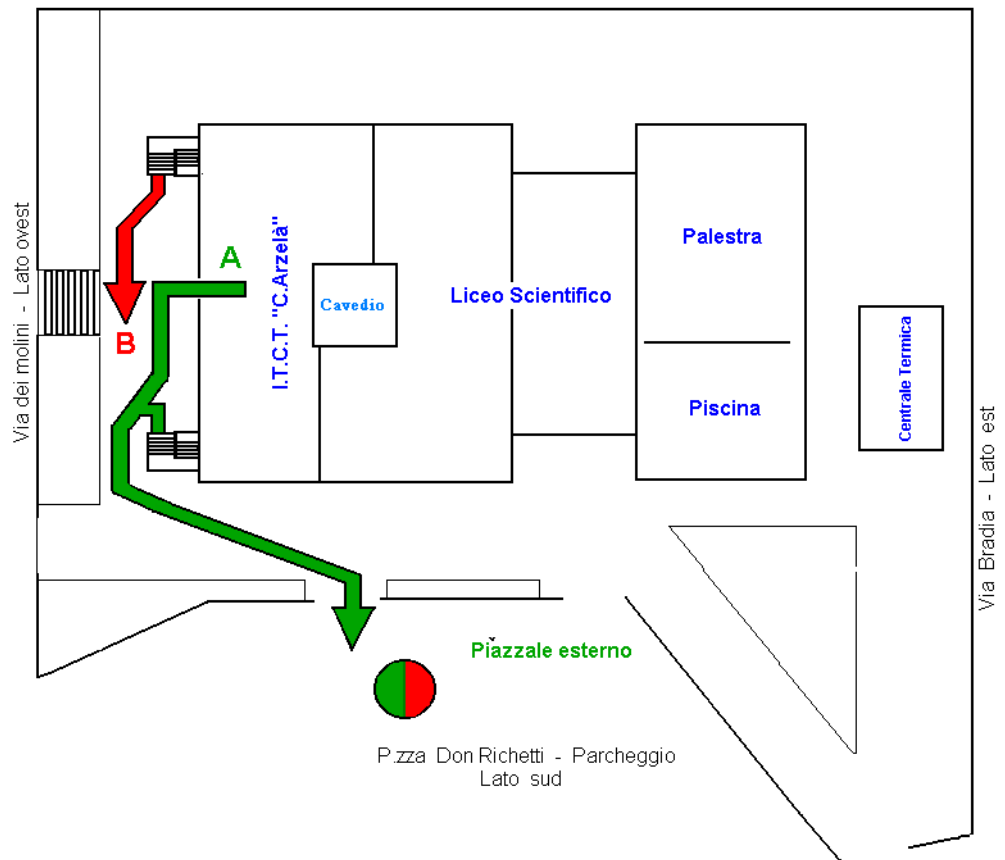 Via dei molini - Lato ovest
A
B
I.T.C.T. "C.Arzelà"
Cavedio
Liceo Scientifico
Palestra
Piscina
Centrale Termica
Via Bradia - Lato est
Piazzale esterno
P.zza Don Richetti - Parcheggio
Lato sud